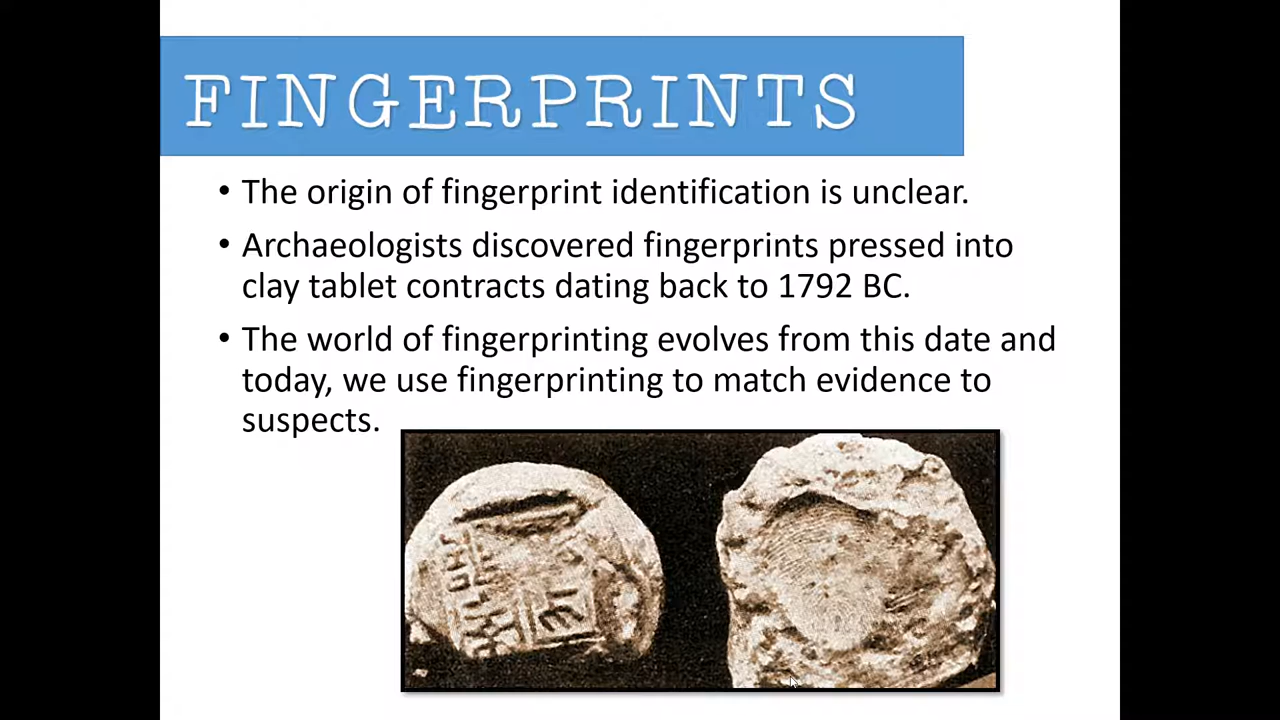 FINGERPRINTS
• The origin of fingerprint identification is unclear.
• Archaeologists discovered fingerprints pressed into
clay tablet contracts dating back to 1792 BC.
• The world of fingerprinting evolves from this date and
today, we use fingerprinting to match evidence to
suspects.